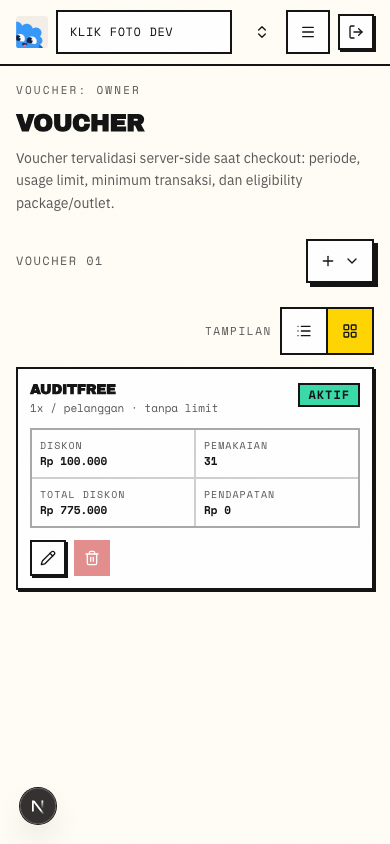 KLIK FOTO DEV
VOUCHER: OWNER
VOUCHER
Voucher tervalidasi server-side saat checkout: periode,
usage limit, minimum transaksi, dan eligibility
package/outlet.
VOUCHER 01
TAMPILAN
AUDITFREE
AKTIF
1x / pelanggan · tanpa limit
DISKON
PEMAKAIAN
Rp 100.000
31
TOTAL DISKON
PENDAPATAN
Rp 775.000
Rp 0
N